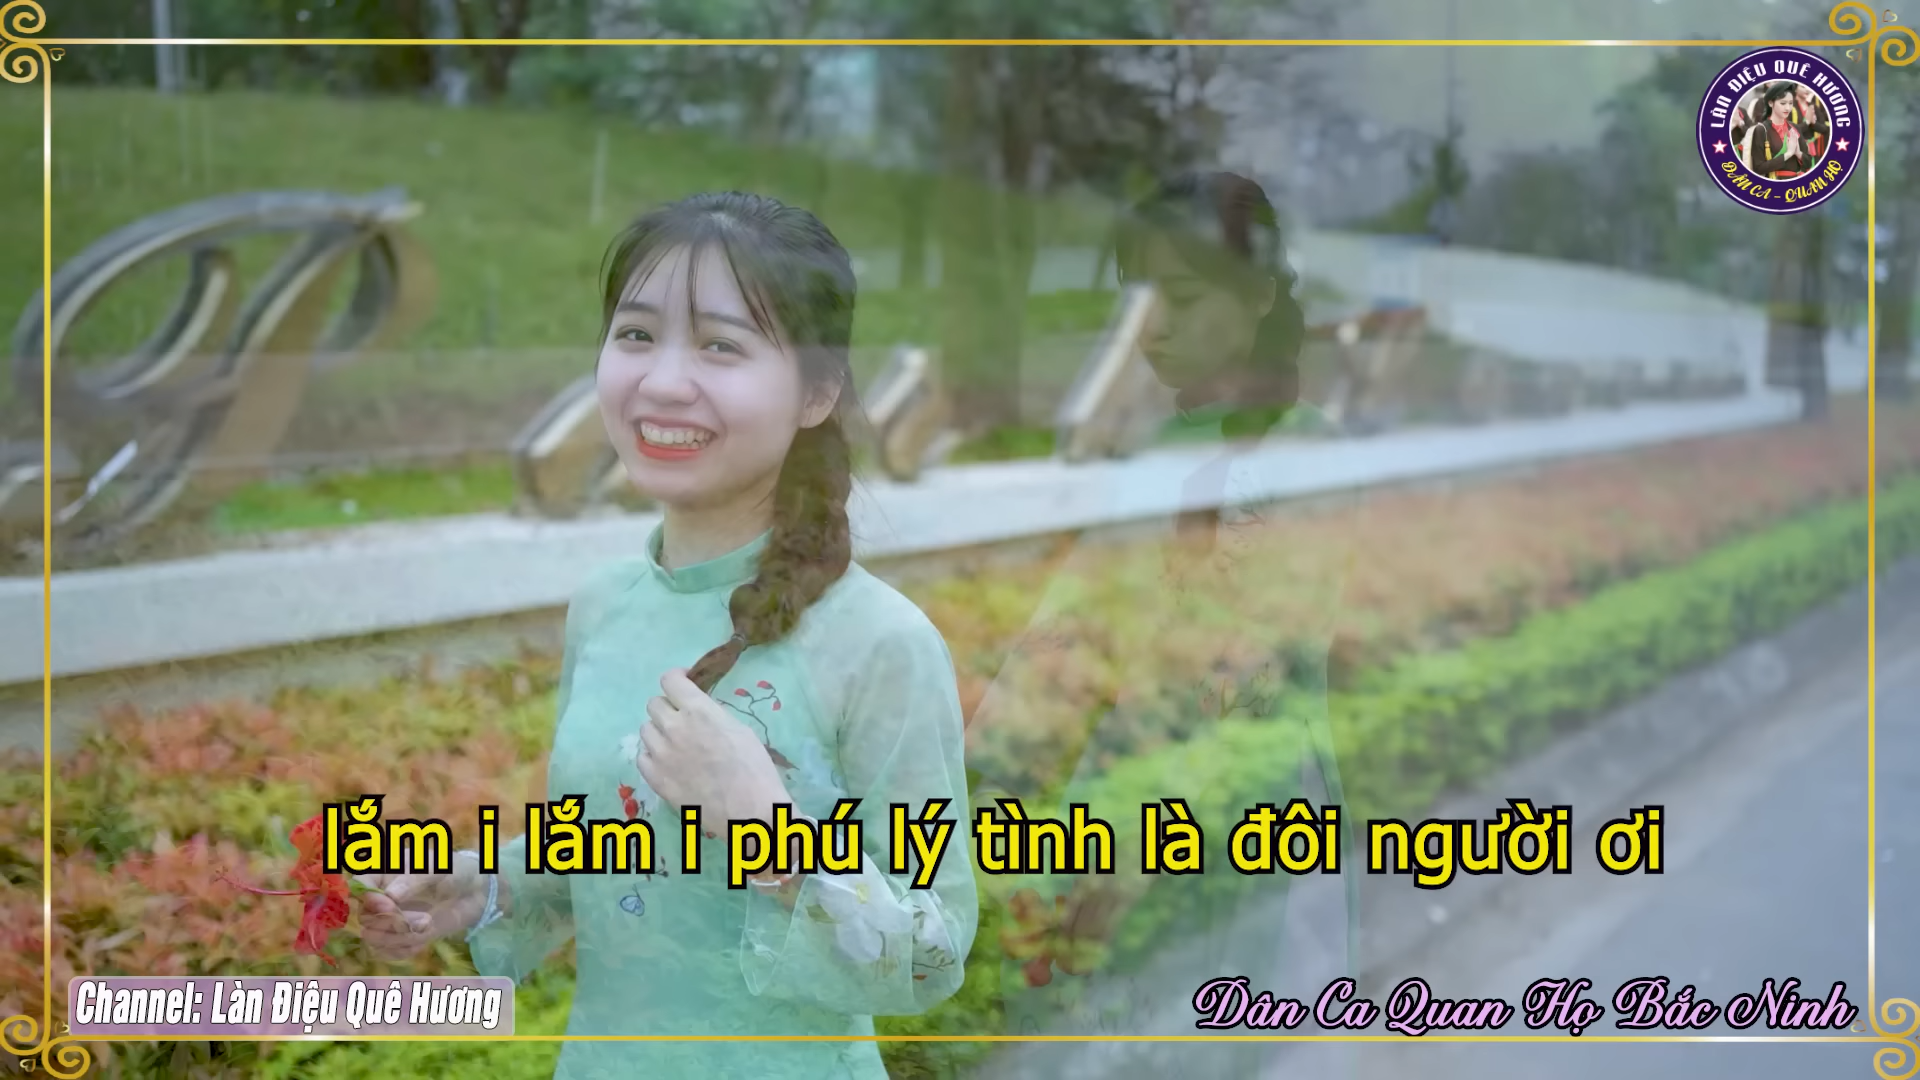 LÀN ĐIỆU QUÊ HƯƠNG
DÂN CA - QUAN HỌ
lắm i lắm i phú lý tình là đôi người ơi
Channel: Làn Điệu Quê Hương
Dân Ca Quan Họ Bắc Ninh